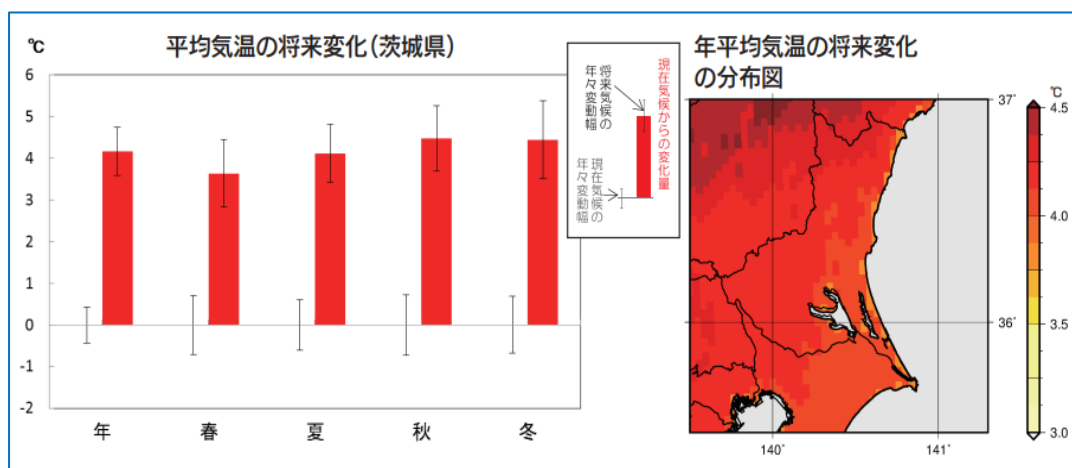 ℃
平均気温の将来変化(茨城県)
6
5
4
3
2
1
0
-1
-2
年
春
夏
秋
冬
将来気候の
年々変動幅
現在気候からの変化量
現在気候の
年々変動幅
年平均気温の将来変化
の分布図
37°
36°
140°
141°
℃
4.5
4.0
3.5
3.0